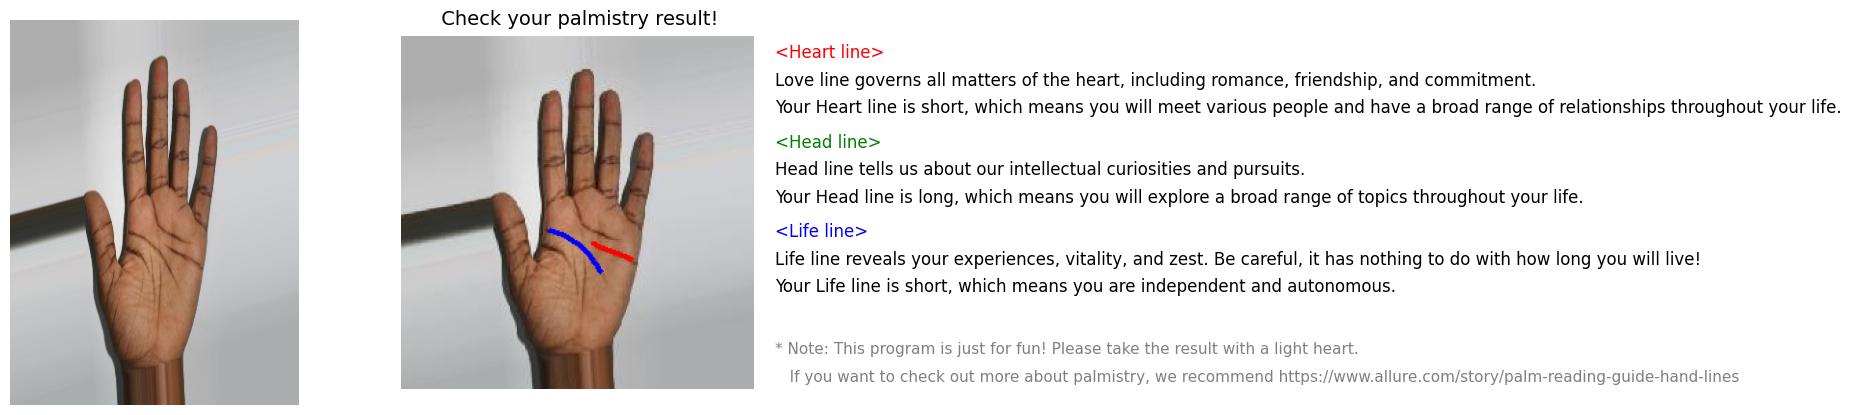 Check your palmistry result!
<Heart line>
Love line governs all matters of the heart, including romance, friendship, and commitment.
Your Heart line is short, which means you will meet various people and have a broad range of relationships throughout your life.
<Head line>
Head line tells us about our intellectual curiosities and pursuits.
Your Head line is long, which means you will explore a broad range of topics throughout your life.
<Life line>
Life line reveals your experiences, vitality, and zest. Be careful, it has nothing to do with how long you will live!
Your Life line is short, which means you are independent and autonomous.
* Note: This program is just for fun! Please take the result with a light heart.
If you want to check out more about palmistry, we recommend https://www.allure.com/story/palm-reading-guide-hand-lines